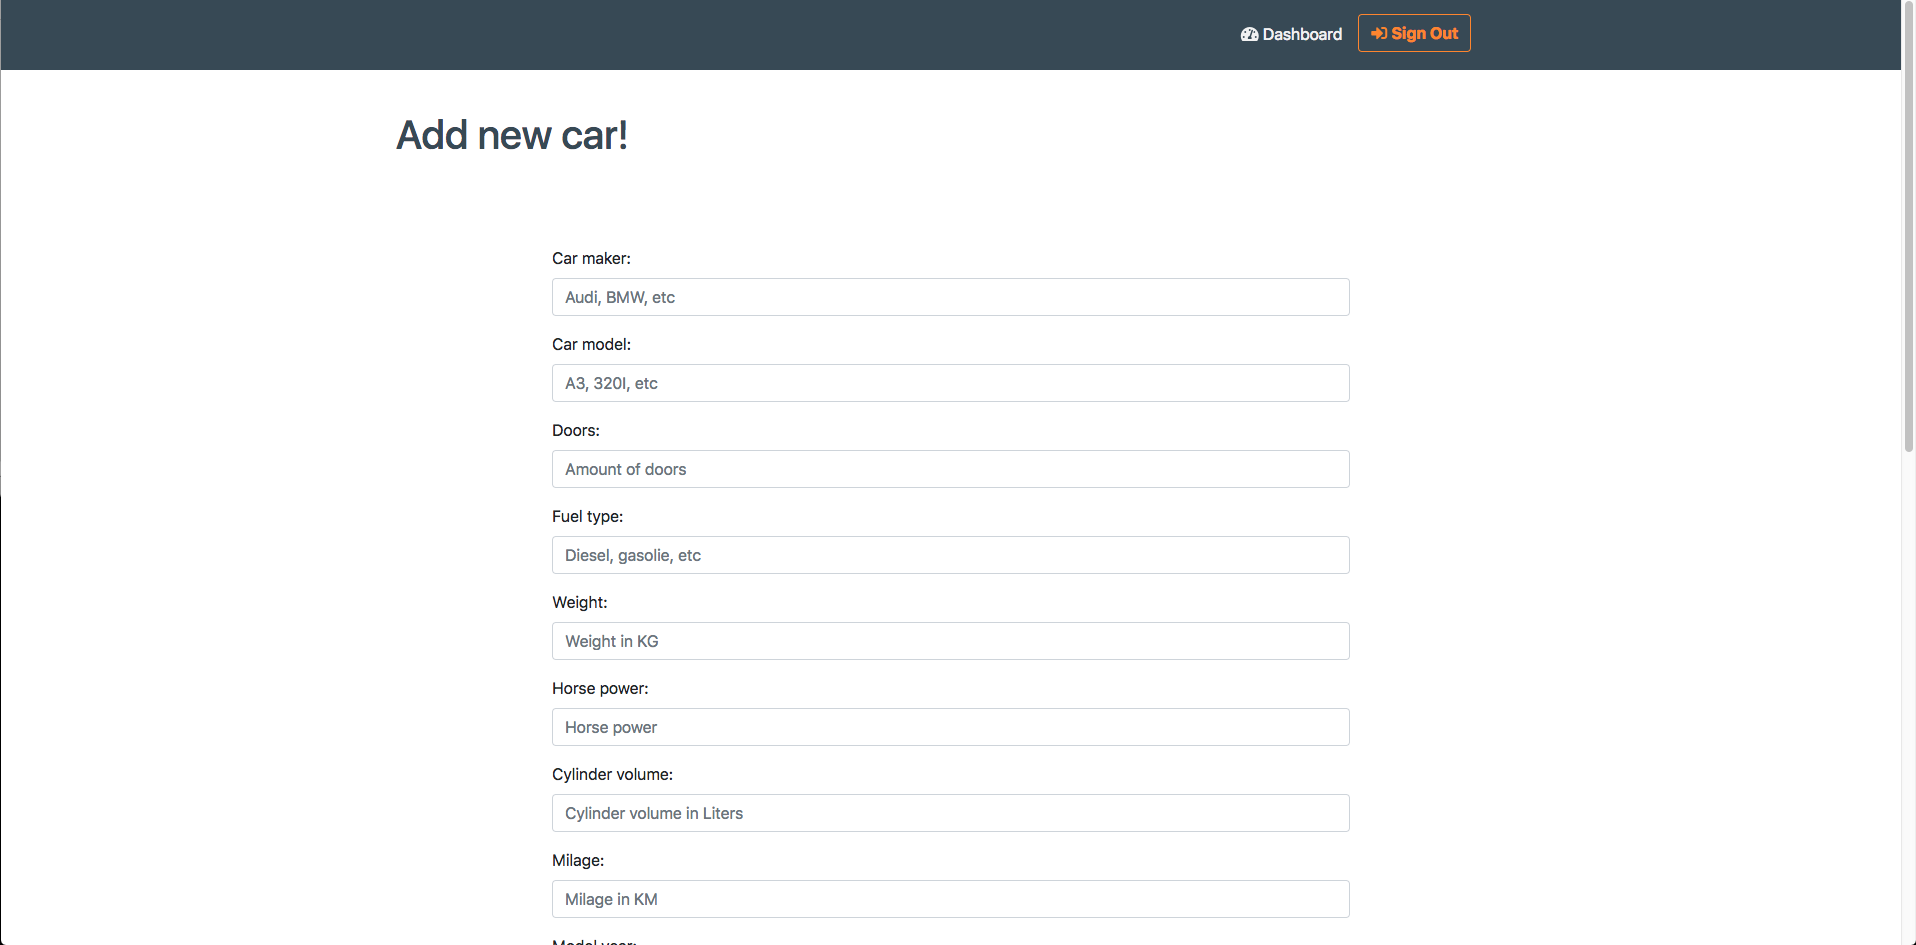 Dashboard
Sign Out
Add new car!
Car maker:
Audi, BMW, etc
Car model:
A3, 320I, etc
Doors:
Amount of doors
Fuel type:
Diesel, gasolie, etc
Weight:
Weight in KG
Horse power:
Horse power
Cylinder volume:
Cylinder volume in Liters
Milage:
Milage in KM
Model year: